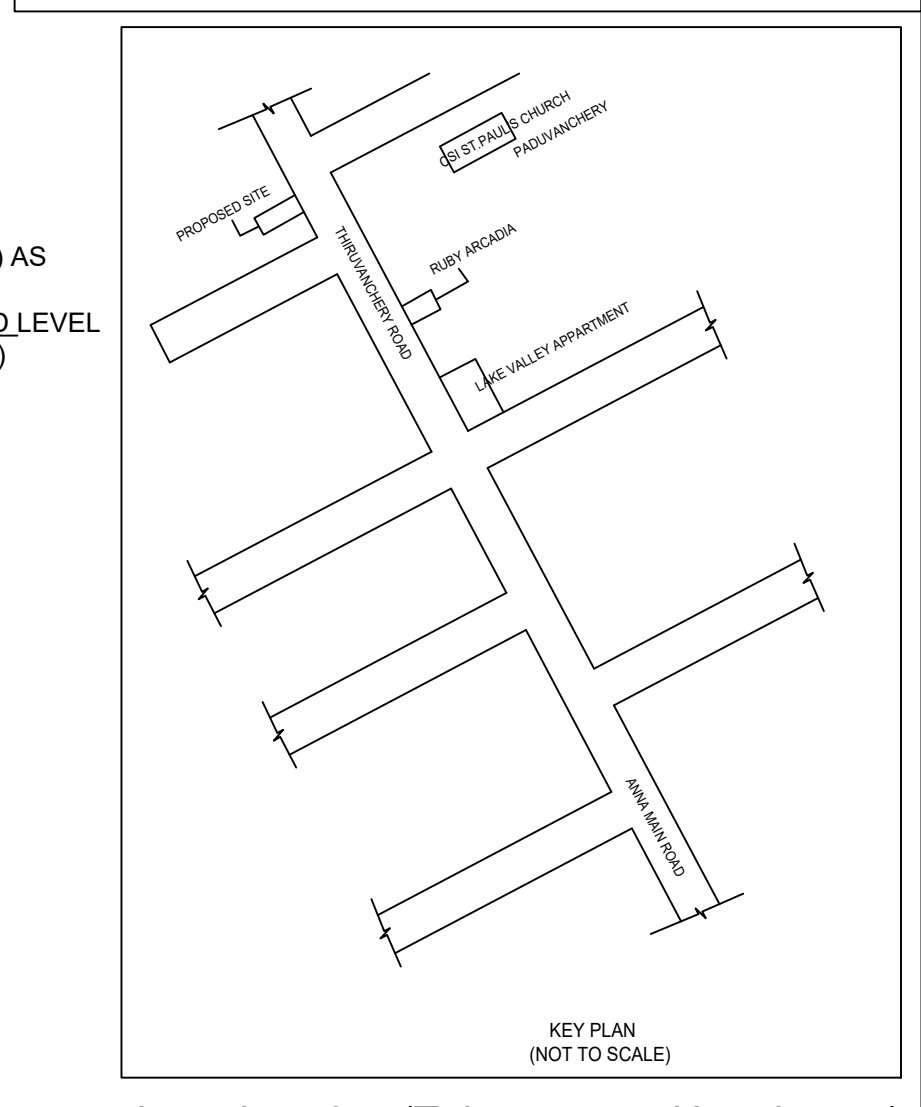 CSI ST.PAUL'S CHURCH
PADUVANCHERY
PROPOSED SITE
THIRUVANCHERY ROAD
RUBY ARCADIA
) AS
D LEVEL
)
LAKE VALLEY APPARTMENT
ANNA MAIN ROAD
KEY PLAN
(NOT TO SCALE)